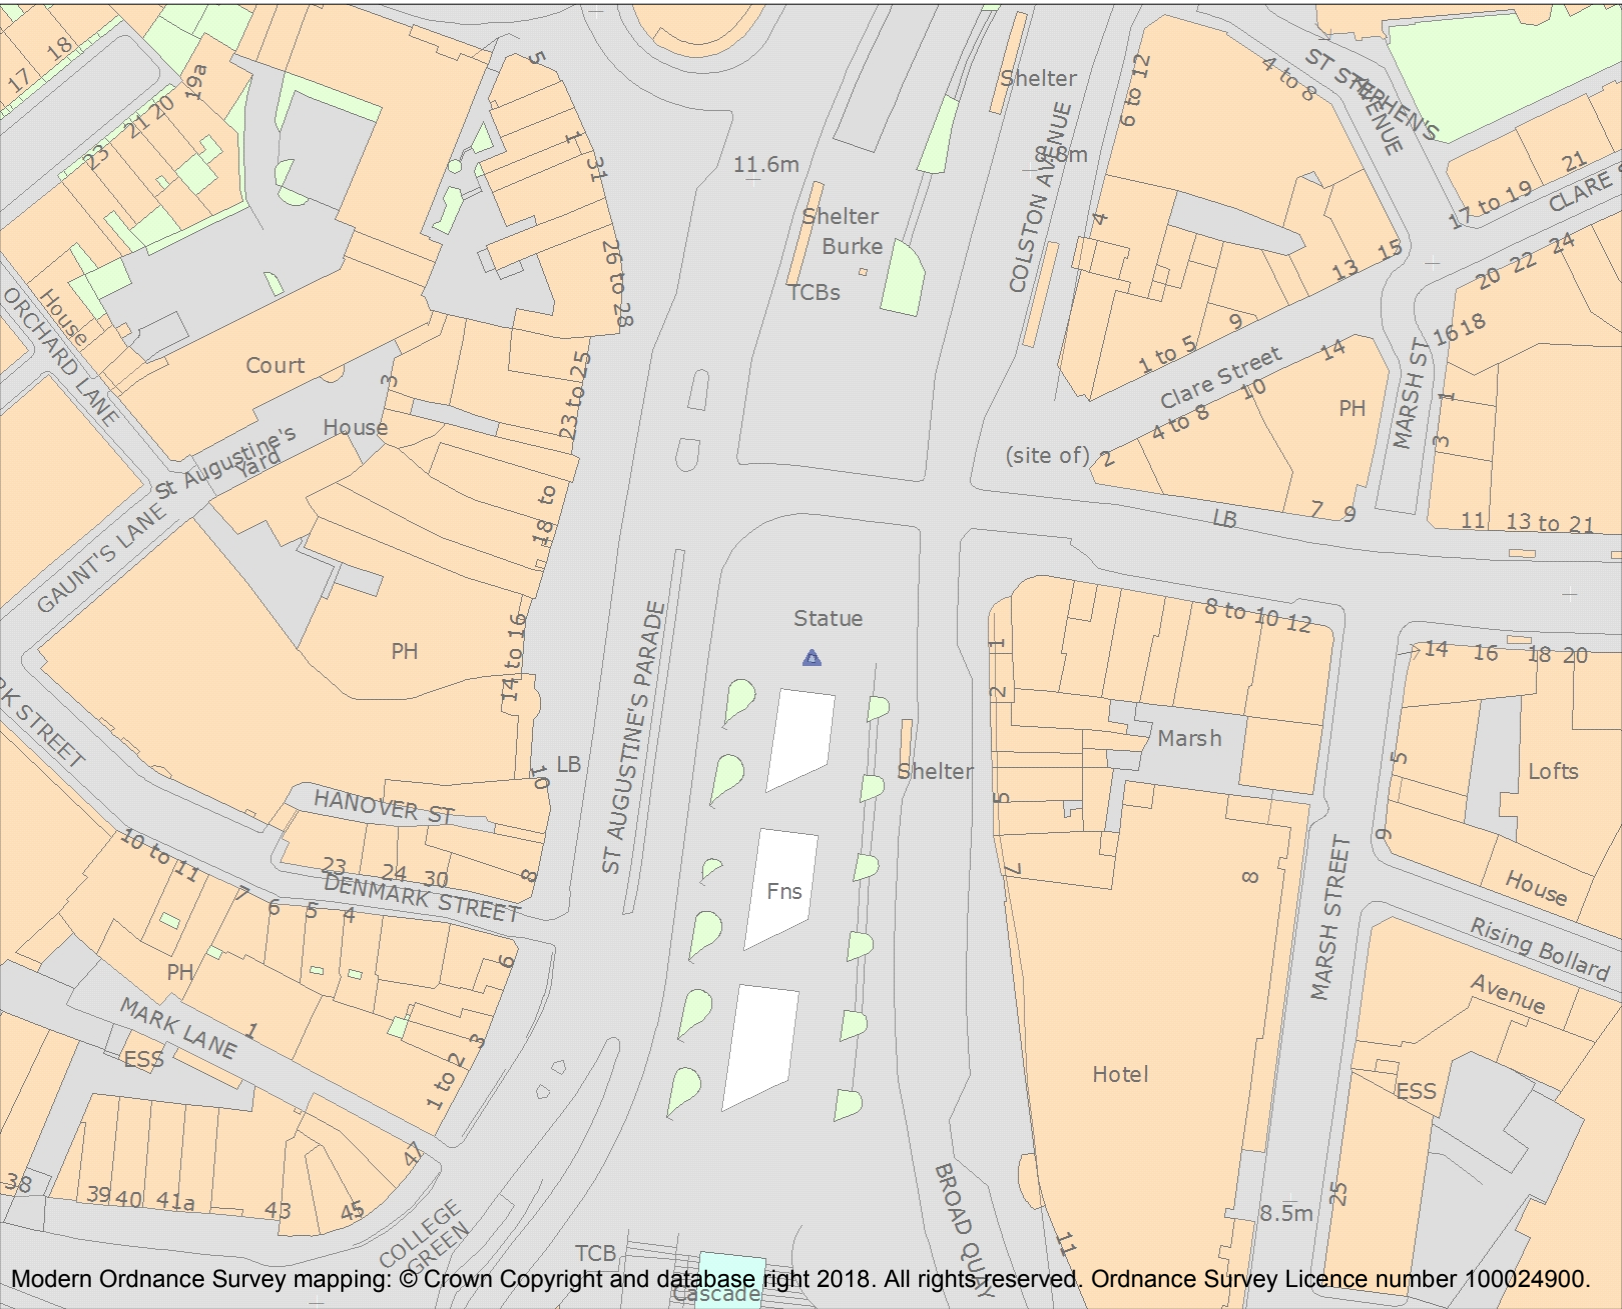 17
18
19a
21 20
23
5
1
31
26 to 28
11.6m
Shelter
Burke
TCBs
Shelter
8.8m
COLSTON AVENUE
6 to 12
4
4 to 8
ST STEPHEN'S
AVENUE
21
17 to 19
CLARE S
13
15
20 22 24
16 18
1 to 5
9
Clare Street
14
10
4 to 8
2
PH
MARSH ST
1
3
(site of)
LB
7
9
11
13 to 21
House
ORCHARD LANE
Court
3
House
St Augustine's
Yard
GAUNT'S LANE
23 to 25
18 to
14 to 16
PH
RK STREET
LB
10
HANOVER ST
23
24
30
8
DENMARK STREET
10 to 11
7
6
5
4
6
PH
MARK LANE
1
ESS
3
1 to 2
47
38
39 40
41a
43
45
COLLEGE
GREEN
ST AUGUSTINE'S PARADE
Statue
Fns
Shelter
1
2
5
7
8 to 10 12
Marsh
8
Hotel
14
16
18 20
5
Lofts
9
House
MARSH STREET
Rising Bollard
Avenue
ESS
25
8.5m
BROAD QUAY
11
TCB
Cascade
Modern Ordnance Survey mapping: © Crown Copyright and database right 2018. All rights reserved. Ordnance Survey Licence number 100024900.